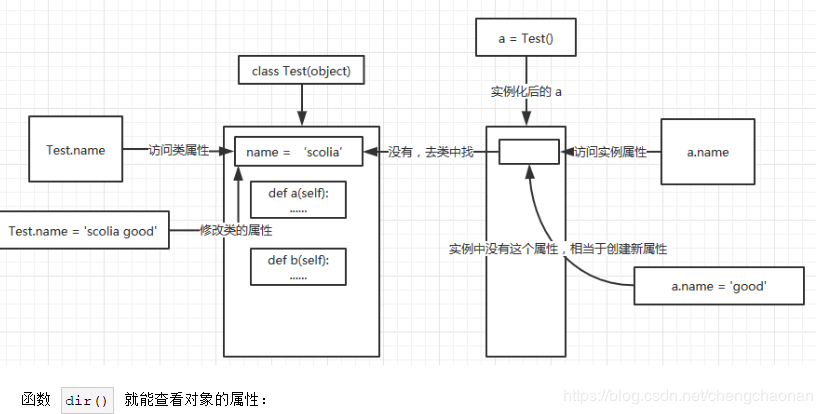 a = Test()
class Test(object)
实例化后的 a
Test.name
访问类属性
name = ‘scolia’
没有，去类中找
访问实例属性
a.name
def a(self):
......
Test.name = 'scolia good'
修改类的属性
def b(self):
......
实例中没有这个属性，相当于创建新属性
a.name = 'good'
函数 dir() 就能查看对象的属：
https://blog.csdn.net/chengchaonan